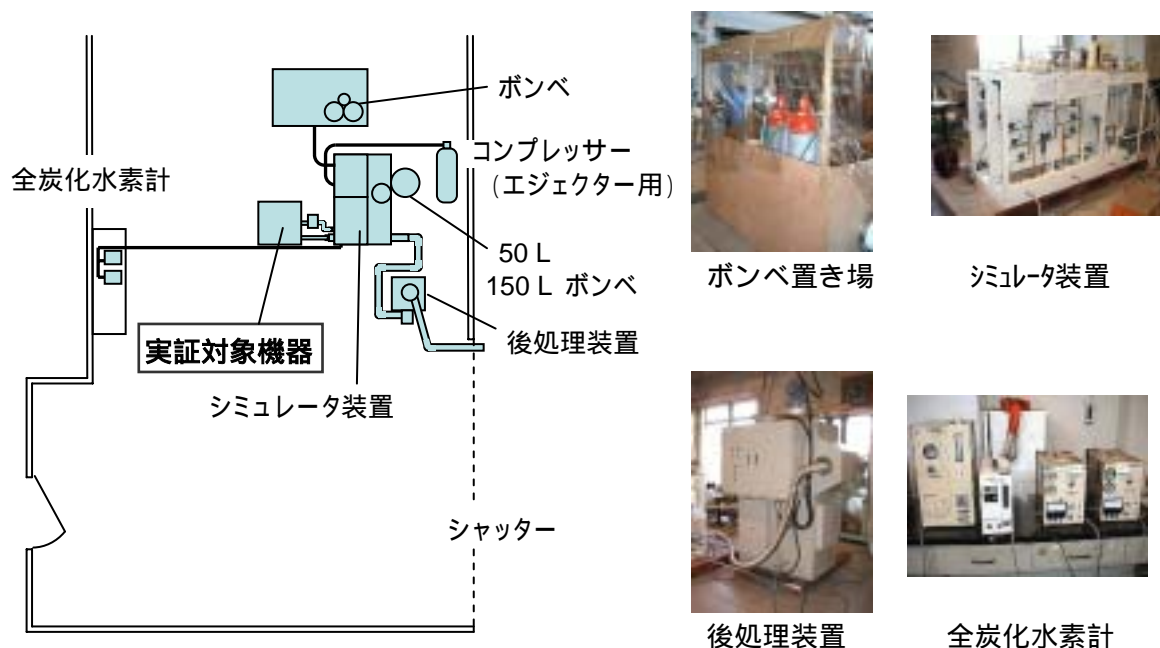 ボンベ
全炭化水素計
コンプレッサー
(エジェクター用)
50 L
150 L ボンベ
後処理装置
実証対象機器
シミュレータ装置
シャッター
ボンベ置き場
シミュレータ装置
後処理装置
全炭化水素計